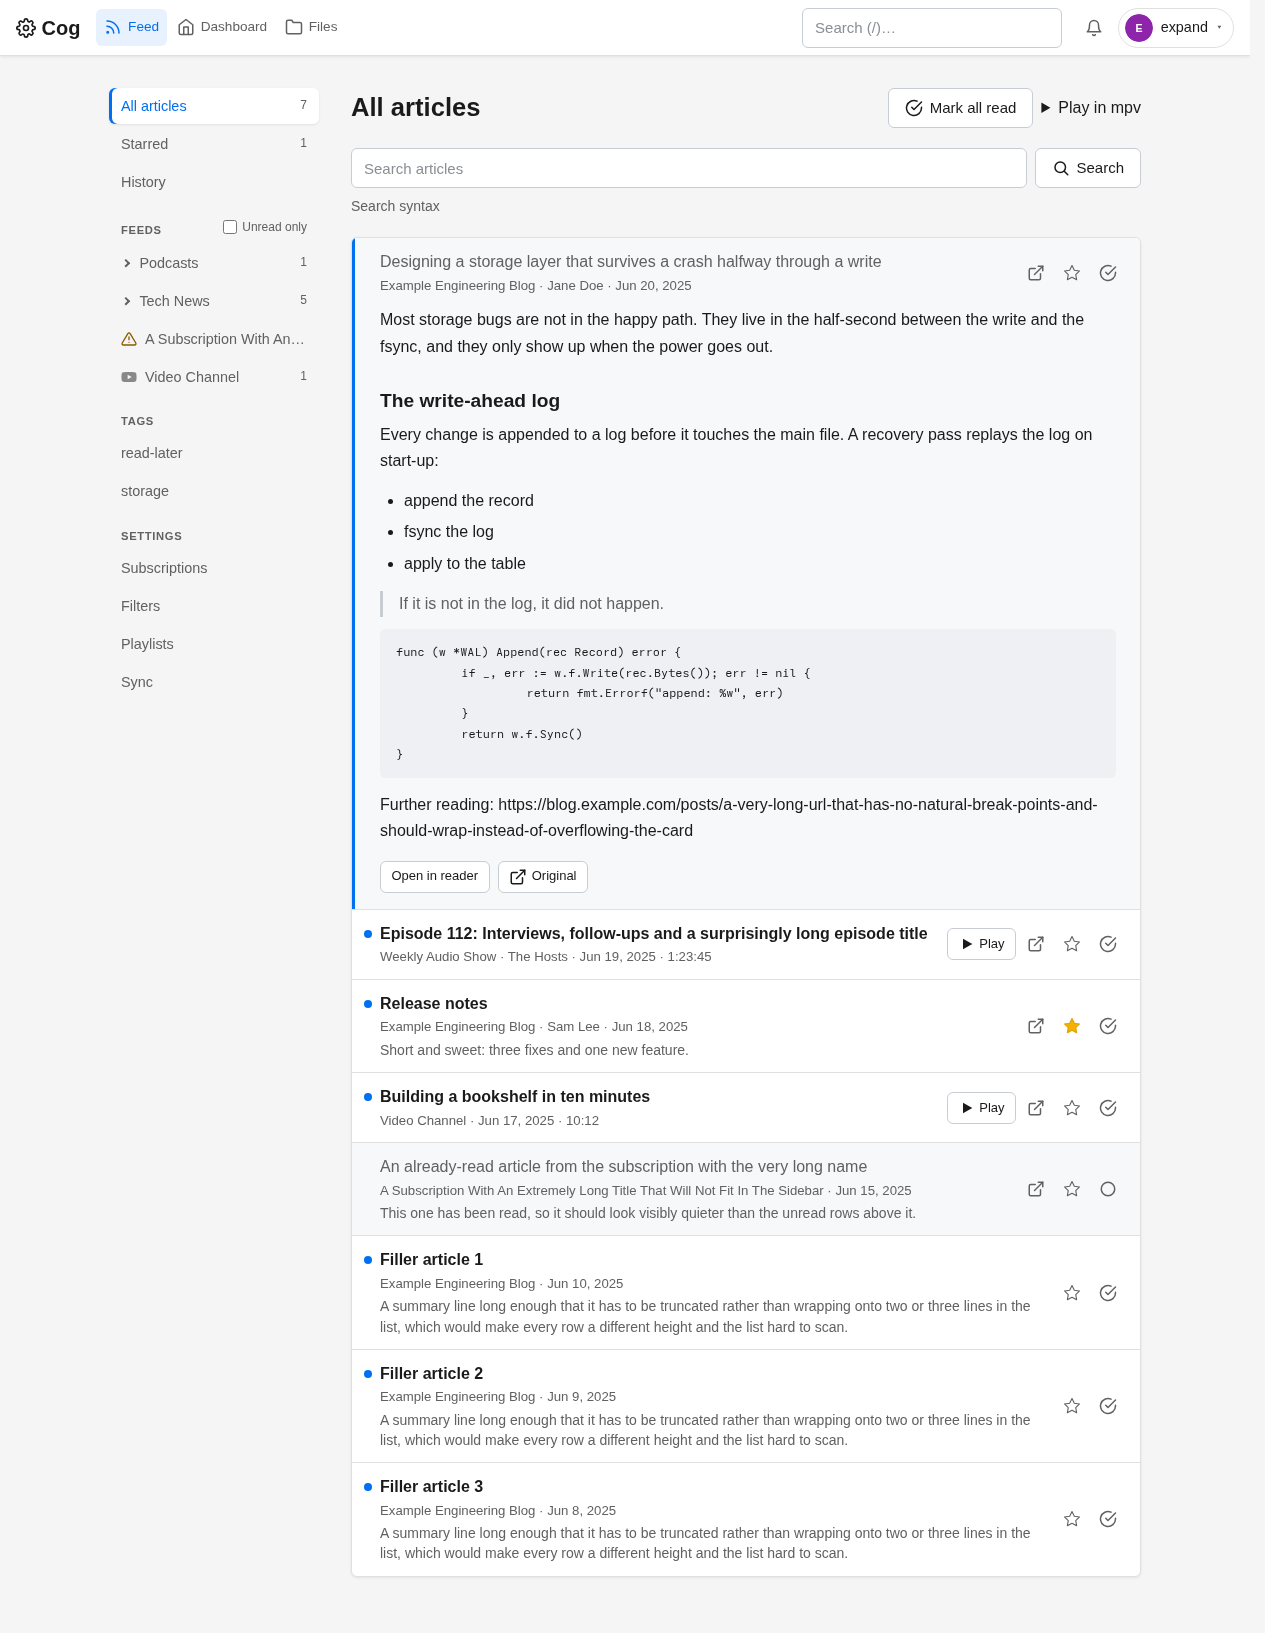 Cog
Feed
Dashboard
Files
Search (/)…
E
expand
All articles 7
Starred 1
History
FEEDS
Unread only
Podcasts 1
Tech News 5
A Subscription With An…
Video Channel 1
TAGS
read-later
storage
SETTINGS
Subscriptions
Filters
Playlists
Sync
All articles
Mark all read
Play in mpv
Search articles
Search
Search syntax
Designing a storage layer that survives a crash halfway through a write
Example Engineering Blog · Jane Doe · Jun 20, 2025
Most storage bugs are not in the happy path. They live in the half-second between the write and the
fsync, and they only show up when the power goes out.
The write-ahead log
Every change is appended to a log before it touches the main file. A recovery pass replays the log on
start-up:
• append the record
• fsync the log
• apply to the table
If it is not in the log, it did not happen.
func (w *WAL) Append(rec Record) error {
if _, err := w.f.Write(rec.Bytes()); err != nil {
return fmt.Errorf("append: %w", err)
}
return w.f.Sync()
}
Further reading: https://blog.example.com/posts/a-very-long-url-that-has-no-natural-break-points-and-
should-wrap-instead-of-overflowing-the-card
Open in reader
Original
Episode 112: Interviews, follow-ups and a surprisingly long episode title
Weekly Audio Show · The Hosts · Jun 19, 2025 · 1:23:45
Play
Release notes
Example Engineering Blog · Sam Lee · Jun 18, 2025
Short and sweet: three fixes and one new feature.
Building a bookshelf in ten minutes
Video Channel · Jun 17, 2025 · 10:12
Play
An already-read article from the subscription with the very long name
A Subscription With An Extremely Long Title That Will Not Fit In The Sidebar · Jun 15, 2025
This one has been read, so it should look visibly quieter than the unread rows above it.
Filler article 1
Example Engineering Blog · Jun 10, 2025
A summary line long enough that it has to be truncated rather than wrapping onto two or three lines in the
list, which would make every row a different height and the list hard to scan.
Filler article 2
Example Engineering Blog · Jun 9, 2025
A summary line long enough that it has to be truncated rather than wrapping onto two or three lines in the
list, which would make every row a different height and the list hard to scan.
Filler article 3
Example Engineering Blog · Jun 8, 2025
A summary line long enough that it has to be truncated rather than wrapping onto two or three lines in the
list, which would make every row a different height and the list hard to scan.